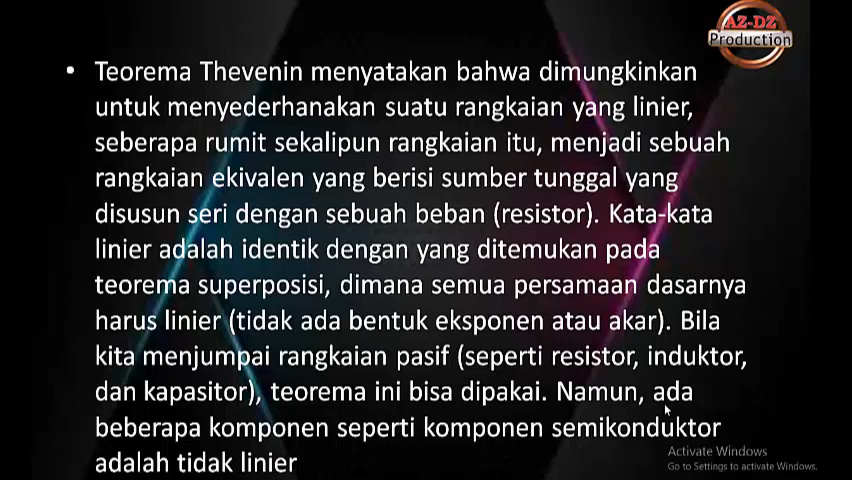 AZ-DZ
Production
• Teorema Thevenin menyatakan bahwa dimungkinkan
untuk menyederhanakan suatu rangkaian yang linier,
seberapa rumit sekalipun rangkaian itu, menjadi sebuah
rangkaian ekivalen yang berisi sumber tunggal yang
disusun seri dengan sebuah beban (resistor). Kata-kata
linier adalah identik dengan yang ditemukan pada
teorema superposisi, dimana semua persamaan dasarnya
harus linier (tidak ada bentuk eksponen atau akar). Bila
kita menjumpai rangkaian pasif (seperti resistor, induktor,
dan kapasitor), teorema ini bisa dipakai. Namun, ada
beberapa komponen seperti komponen semikonduktor
adalah tidak linier
Activate Windows
Go to Settings to activate Windows.